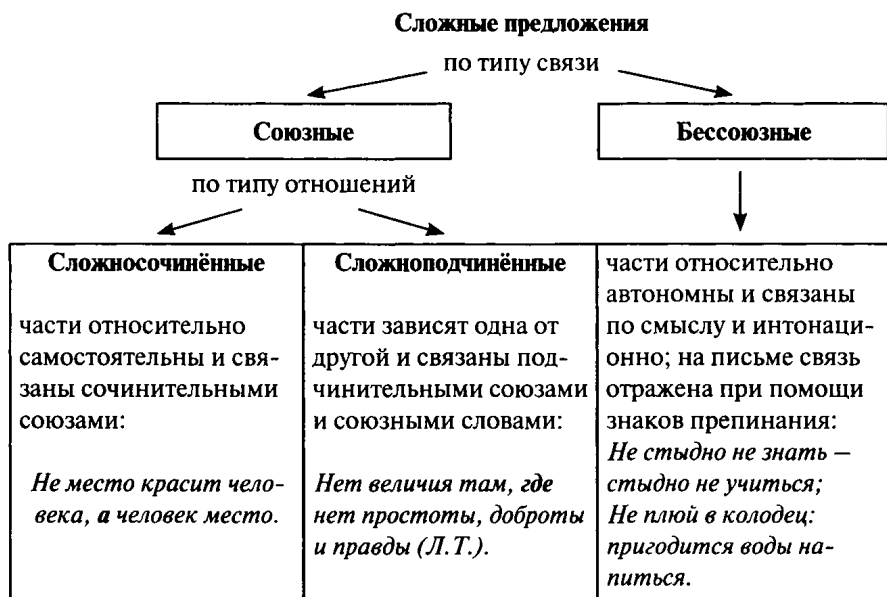 Сложные предложения
по типу связи
Союзные
Бессоюзные
по типу отношений
Сложносочинённые
части относительно
самостоятельны и свя-
заны сочинительными
союзами:
Не место красит чело-
века, а человек место.
Сложноподчинённые
части зависят одна от
другой и связаны под-
чинительными союзами
и союзными словами:
Нет величия там, где
нет простоты, доброты
и правды (Л.Т.).
части относительно
автономны и связаны
по смыслу и интонаци-
онно; на письме связь
отражена при помощи
знаков препинания:
Не стыдно не знать –
стыдно не учиться;
Не плюй в колодец:
пригодится воды на-
питься.